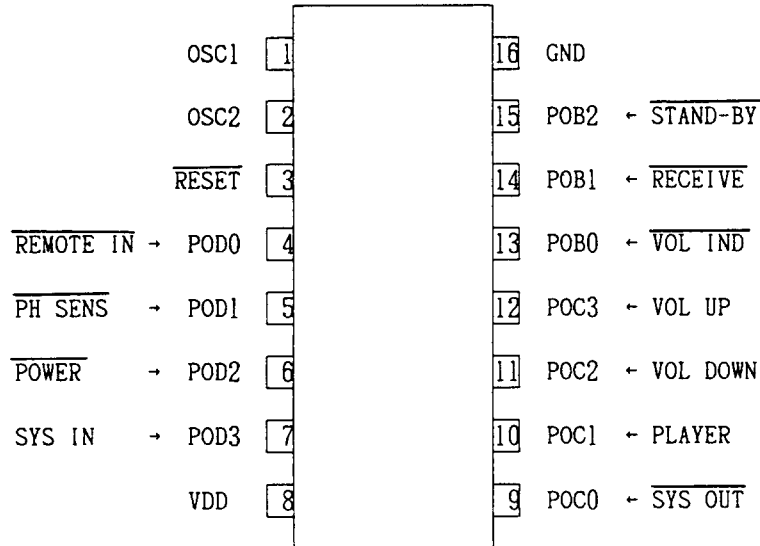 OSC1 1 16 GND
OSC2 2 15 POB2 ← STAND-BY
RESET 3 14 POB1 ← RECEIVE
REMOTE IN → POD0 4 13 POB0 ← VOL IND
PH SENS → POD1 5 12 POC3 ← VOL UP
POWER → POD2 6 11 POC2 ← VOL DOWN
SYS IN → POD3 7 10 POC1 ← PLAYER
VDD 8 9 POC0 ← SYS OUT